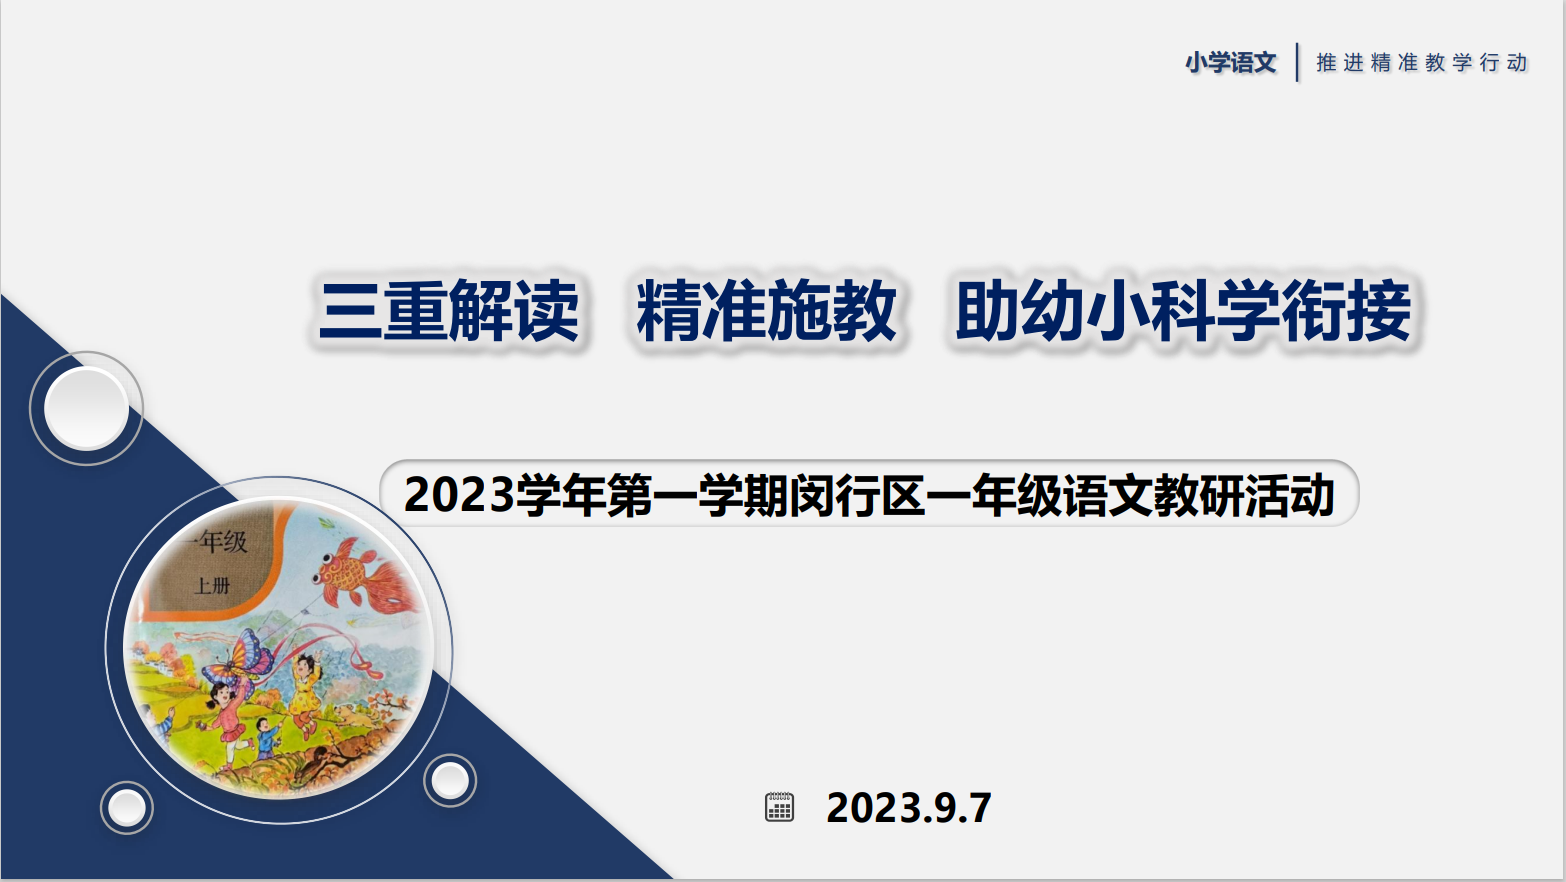 小学语文 推进精准教学行动
三重解读 精准施教 助幼小科学衔接
2023学年第一学期闵行区一年级语文教研活动
一年级
上册
2023.9.7